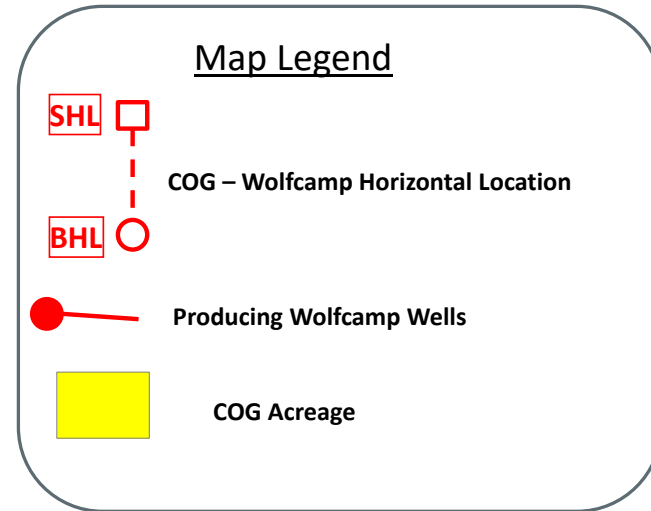 Map Legend
SHL
COG – Wolfcamp Horizontal Location
BHL
Producing Wolfcamp Wells
COG Acreage